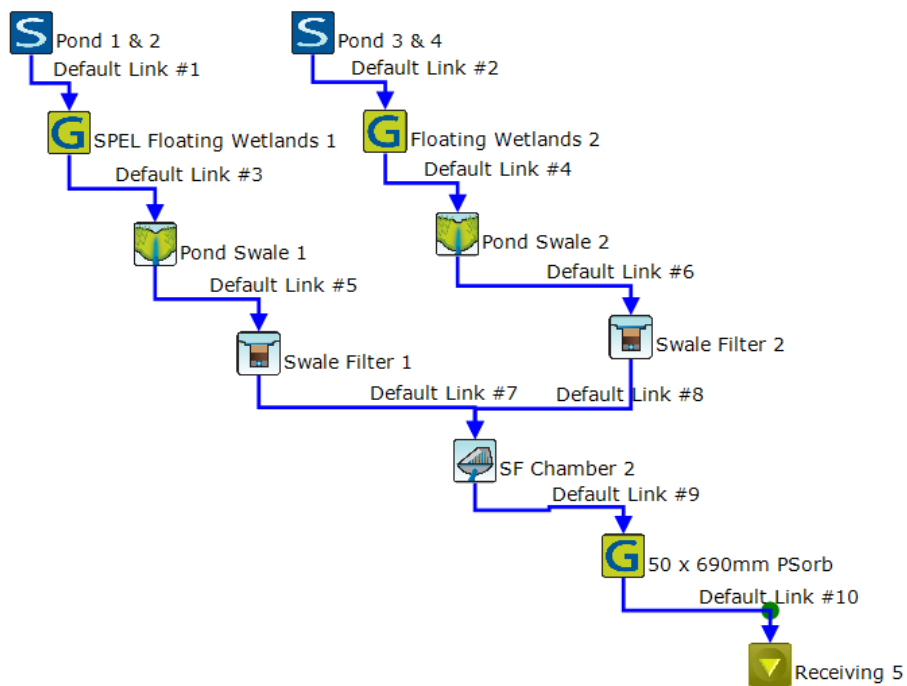 S Pond 1 & 2
S Pond 3 & 4
Default Link #1
Default Link #2
G SPEL Floating Wetlands 1
G Floating Wetlands 2
Default Link #3
Default Link #4
Pond Swale 1
Pond Swale 2
Default Link #5
Default Link #6
Swale Filter 1
Swale Filter 2
Default Link #7
Default Link #8
SF Chamber 2
Default Link #9
G 50 x 690mm PSorb
Default Link #10
Receiving 5